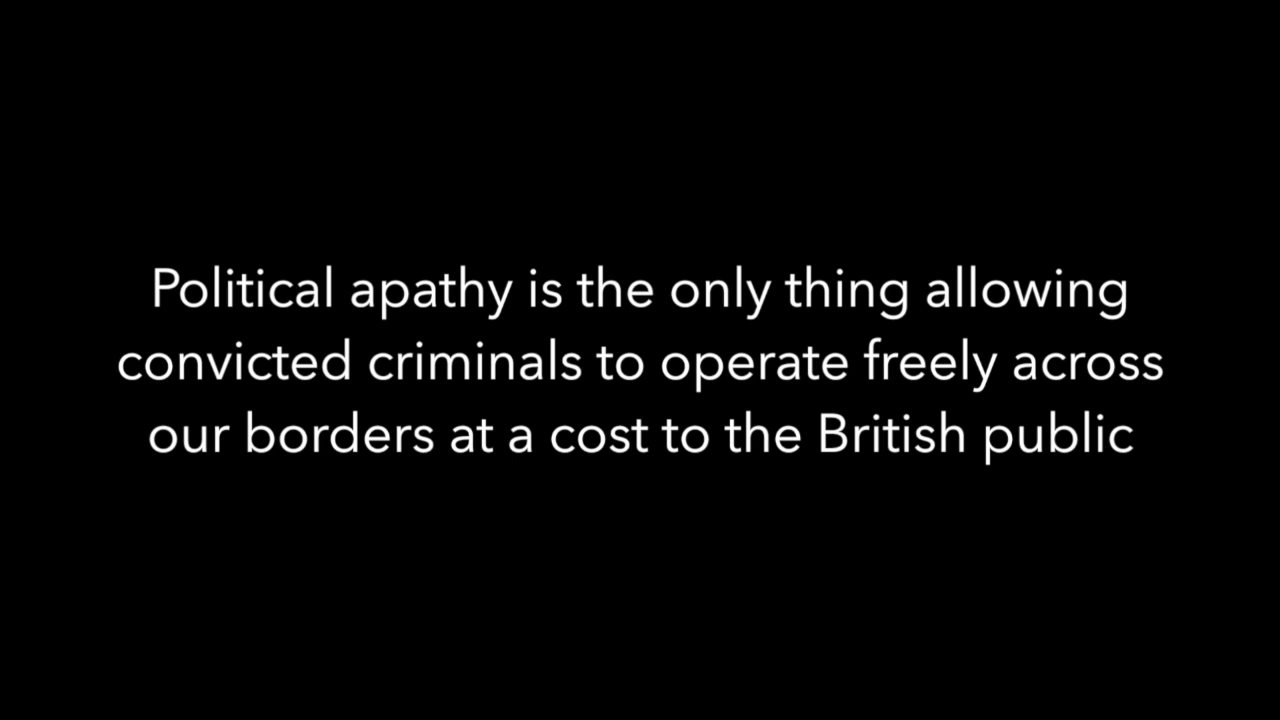 Political apathy is the only thing allowing
convicted criminals to operate freely across
our borders at a cost to the British public